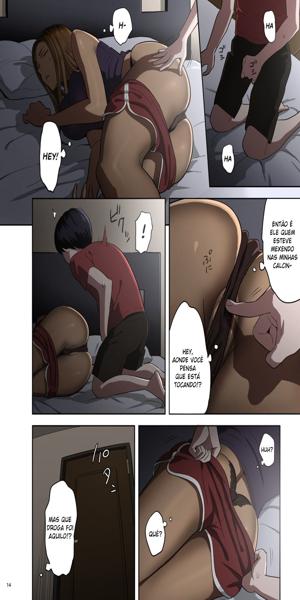 H-
HA
HEY!
HA
!
ENTÃO
É ELE QUEM
ESTEVE
MEXENDO
NAS MINHAS
CALCIN-
HEY,
AONDE VOCÊ
PENSA
QUE ESTÁ
TOCANDO!?
HUH?
MAS QUE
DROGA FOI
AQUILO!?
QUÊ?
14